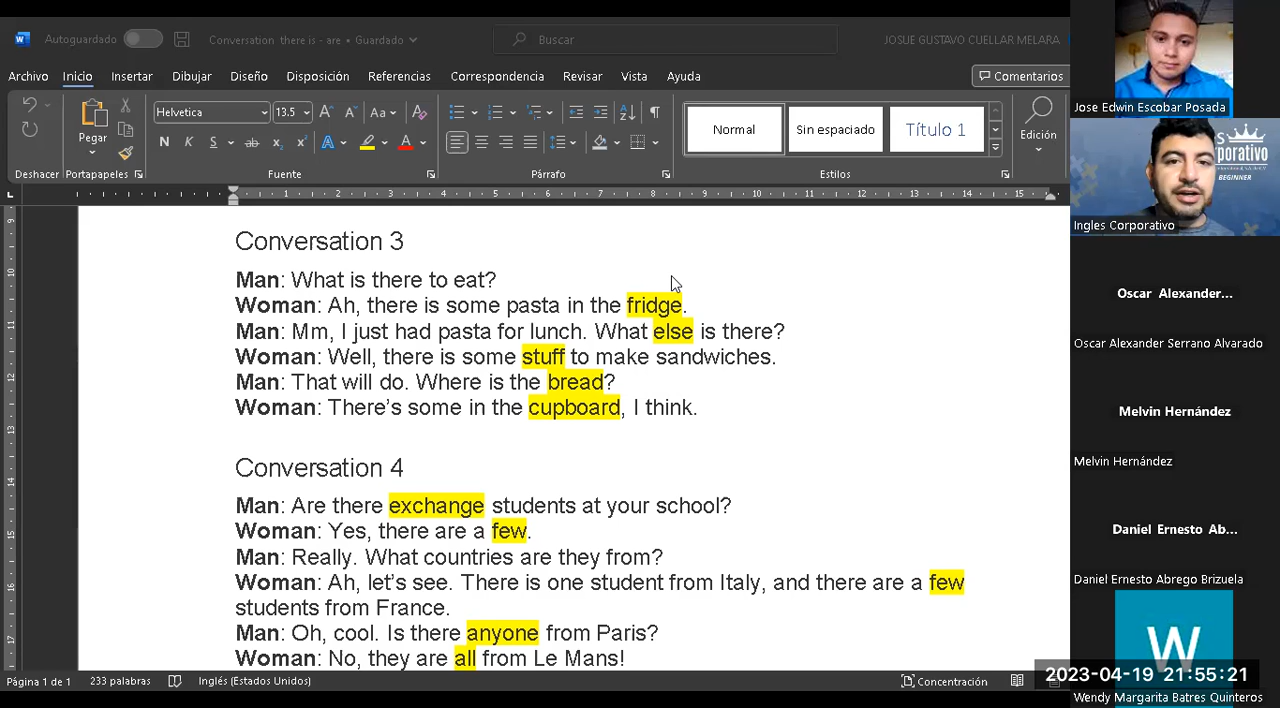 Autoguardado
Conversation there is - are • Guardado
Buscar
JOSUE GUSTAVO CUELLAR MELARA
Archivo Inicio Insertar Dibujar Diseño Disposición Referencias Correspondencia Revisar Vista Ayuda
Comentarios
Pegar
Helvetica 13.5
Normal
Sin espaciado
Título 1
Edición
Deshacer Portapapeles Fuente Párrafo Estilos
Conversation 3
Man: What is there to eat?
Woman: Ah, there is some pasta in the fridge.
Man: Mm, I just had pasta for lunch. What else is there?
Woman: Well, there is some stuff to make sandwiches.
Man: That will do. Where is the bread?
Woman: There's some in the cupboard, I think.
Conversation 4
Man: Are there exchange students at your school?
Woman: Yes, there are a few.
Man: Really. What countries are they from?
Woman: Ah, let's see. There is one student from Italy, and there are a few
students from France.
Man: Oh, cool. Is there anyone from Paris?
Woman: No, they are all from Le Mans!
Página 1 de 1 233 palabras Inglés (Estados Unidos) Concentración
Jose Edwin Escobar Posada
BEGINNER
Ingles Corporativo
Oscar Alexander...
Oscar Alexander Serrano Alvarado
Melvin Hernández
Melvin Hernández
Daniel Ernesto Ab...
Daniel Ernesto Abrego Brizuela
W
2023-04-19 21:55:21
Wendy Margarita Batres Quinteros